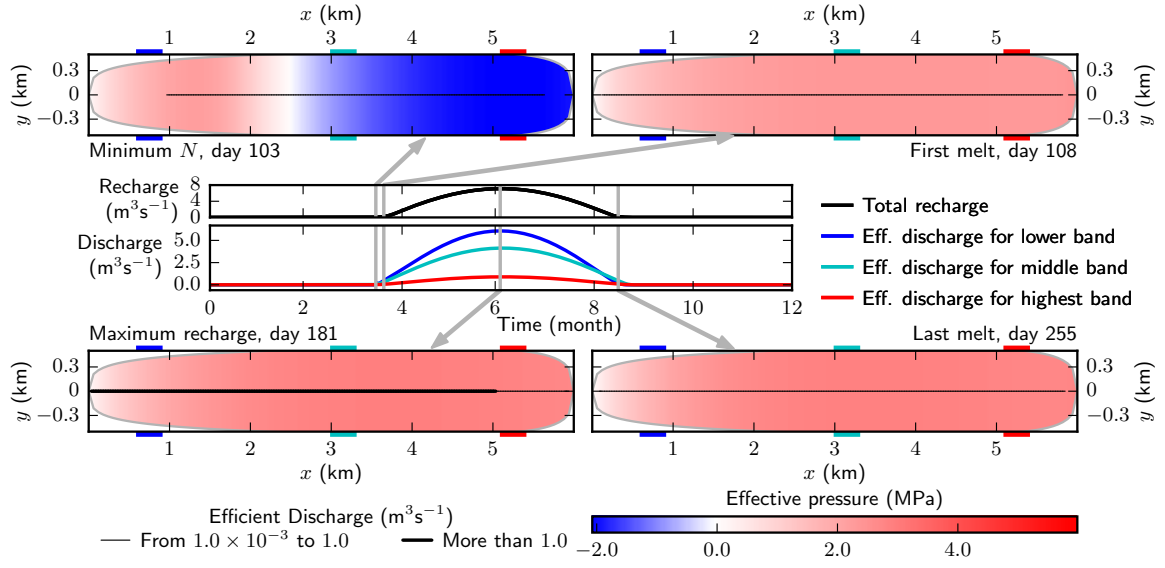 x (km)
x (km)
1 2 3 4 5
1 2 3 4 5
y (km)
0.3
0
−0.3
0.3
0
−0.3
y (km)
Minimum N, day 103
First melt, day 108
Recharge
(m³s⁻¹)
8
4
0
Discharge
(m³s⁻¹)
5.0
2.5
0.0
0 2 4 6 8 10 12
Time (month)
Total recharge
Eff. discharge for lower band
Eff. discharge for middle band
Eff. discharge for highest band
Maximum recharge, day 181
Last melt, day 255
y (km)
0.3
0
−0.3
0.3
0
−0.3
y (km)
1 2 3 4 5
1 2 3 4 5
x (km)
x (km)
Efficient Discharge (m³s⁻¹)
From 1.0 × 10⁻³ to 1.0
More than 1.0
Effective pressure (MPa)
−2.0 0.0 2.0 4.0